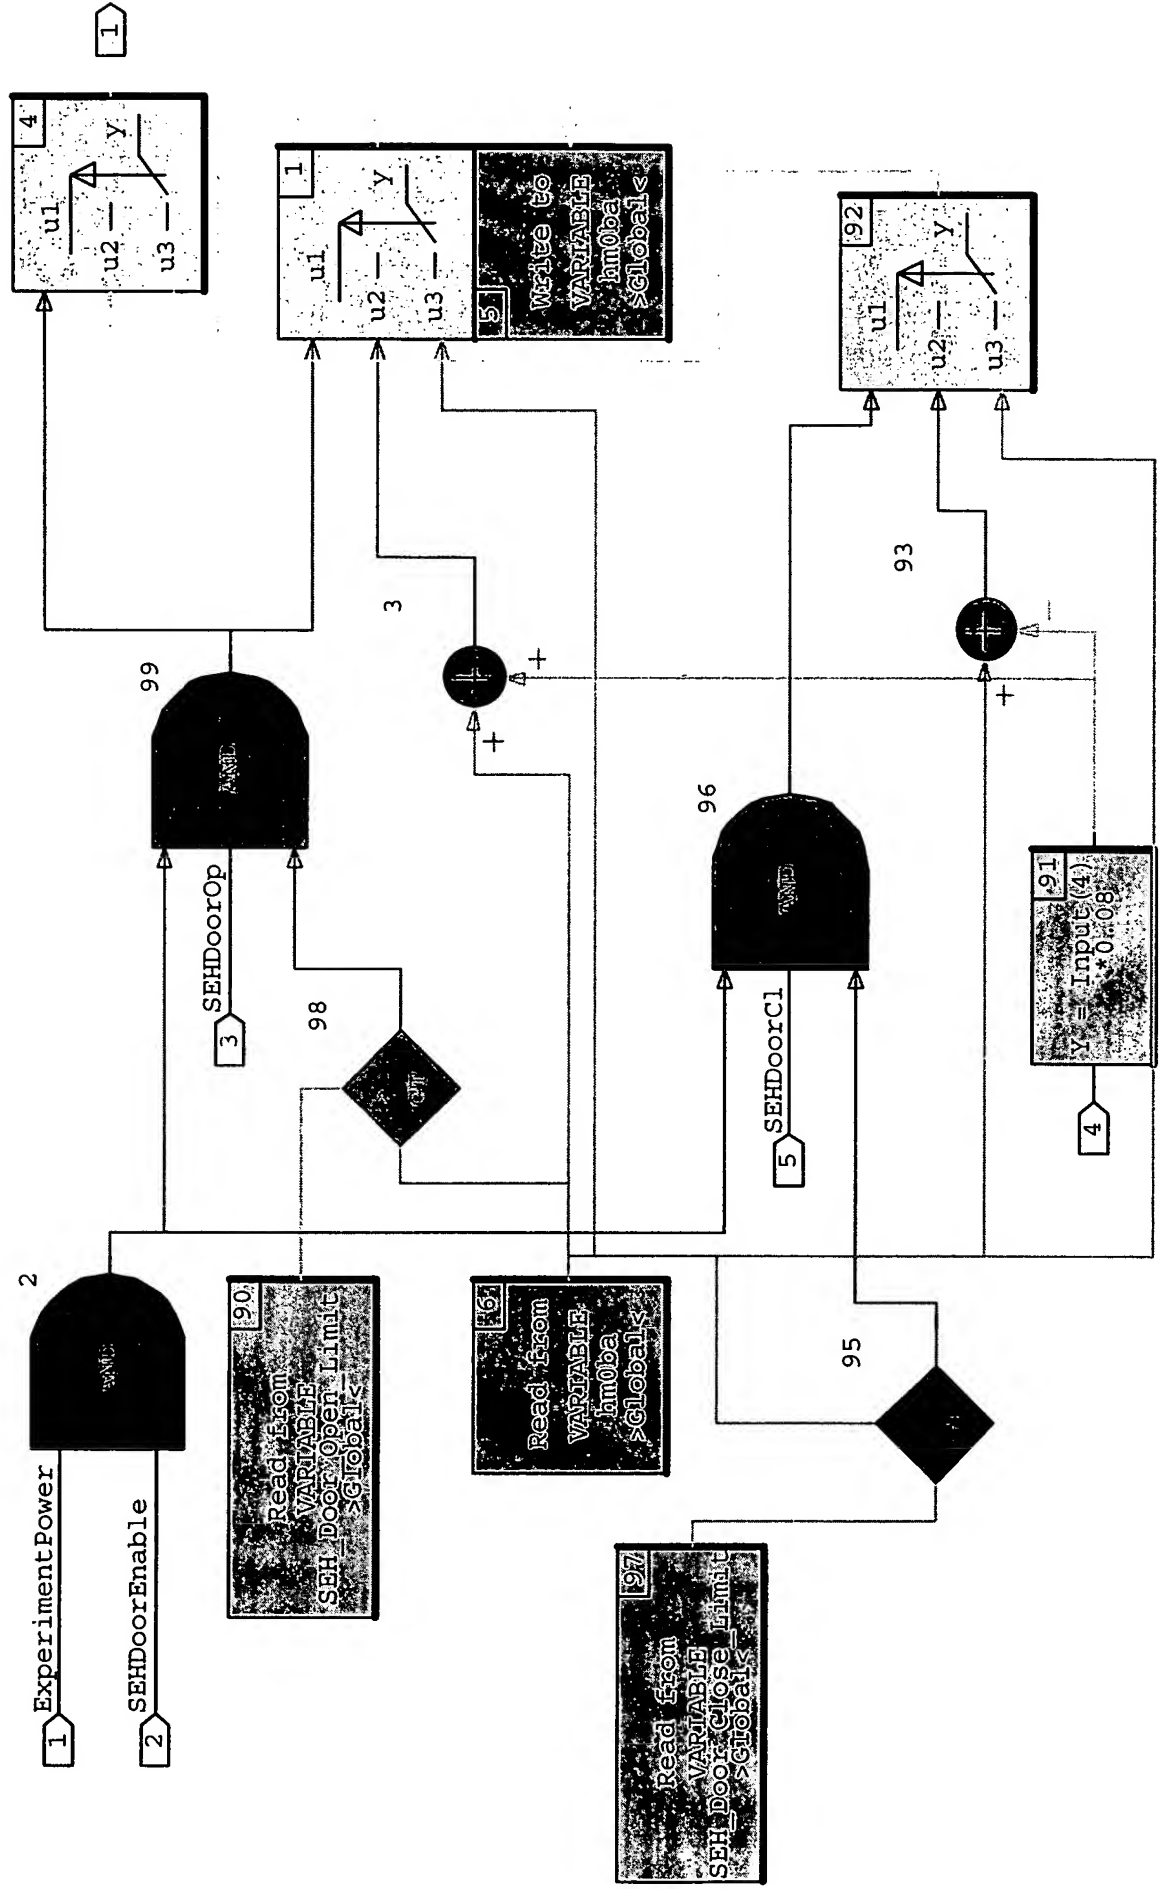 1
ExperimentPower
2
SEHDoorEnable
AND
2
90
Read from
VARIABLE
SEH_Door_Open_Limit
>Global<
6
Read from
VARIABLE
hm0ba
>Global<
97
Read from
VARIABLE
SEH_Door_Close_Limit
>Global<
95
98
GT
3
SEHDoorOp
AND
99
5
SEHDoorCl
AND
96
4
91
Y = Input(4)
*0.08
+
+
3
+
-
93
4
u1
u2
u3
y
1
u1
u2
u3
y
5
Write to
VARIABLE
hm0ba
>Global<
92
u1
u2
u3
y
1